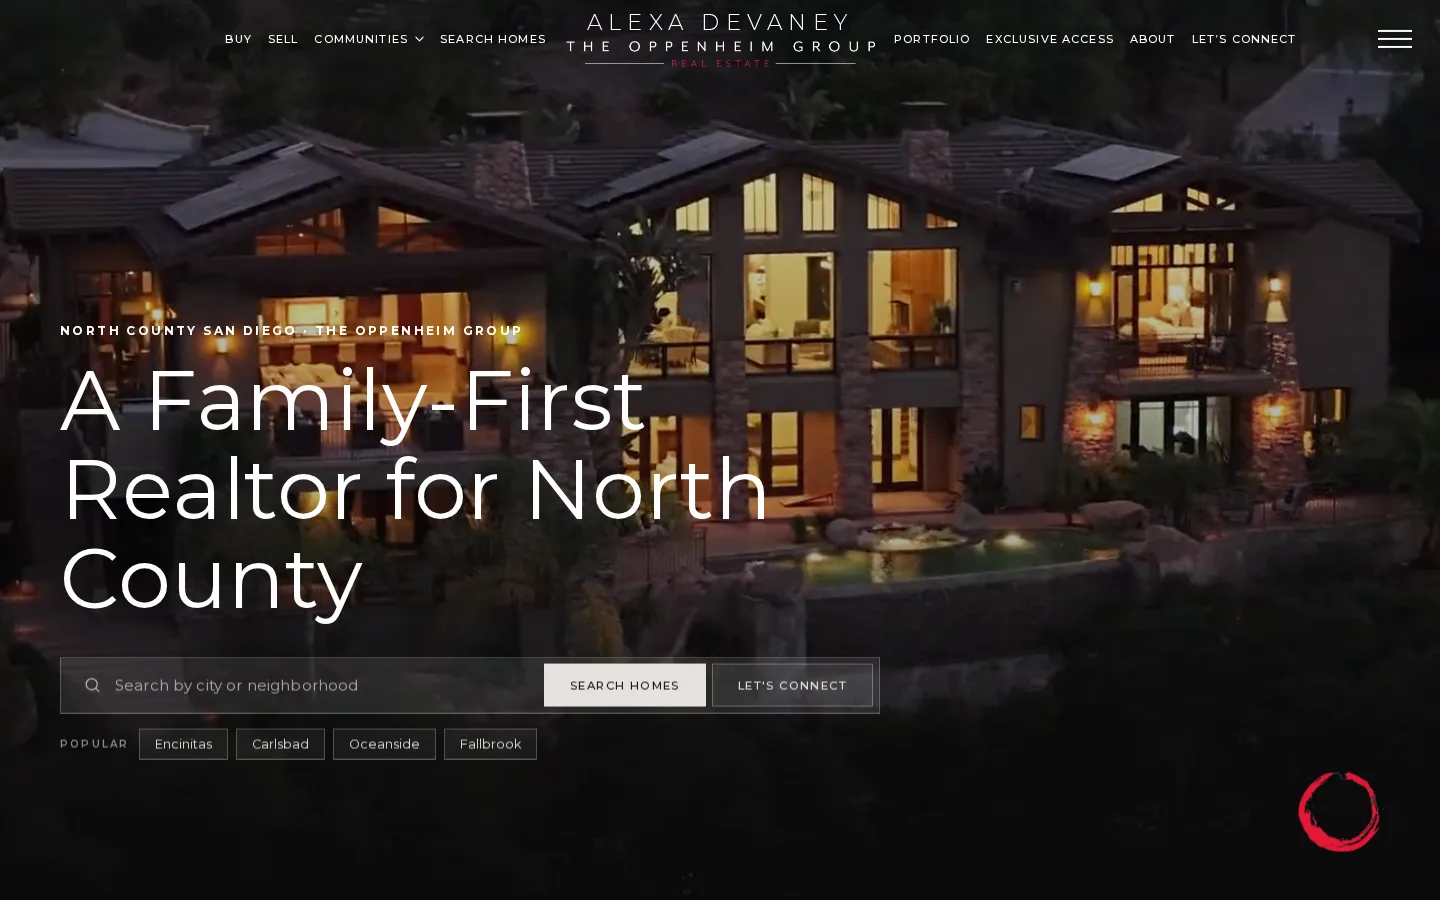 BUY SELL COMMUNITIES SEARCH HOMES
ALEXA DEVANEY
THE OPPENHEIM GROUP
REAL ESTATE
PORTFOLIO EXCLUSIVE ACCESS ABOUT LET'S CONNECT
NORTH COUNTY SAN DIEGO · THE OPPENHEIM GROUP
A Family-First
Realtor for North
County
Search by city or neighborhood
SEARCH HOMES
LET'S CONNECT
POPULAR Encinitas Carlsbad Oceanside Fallbrook